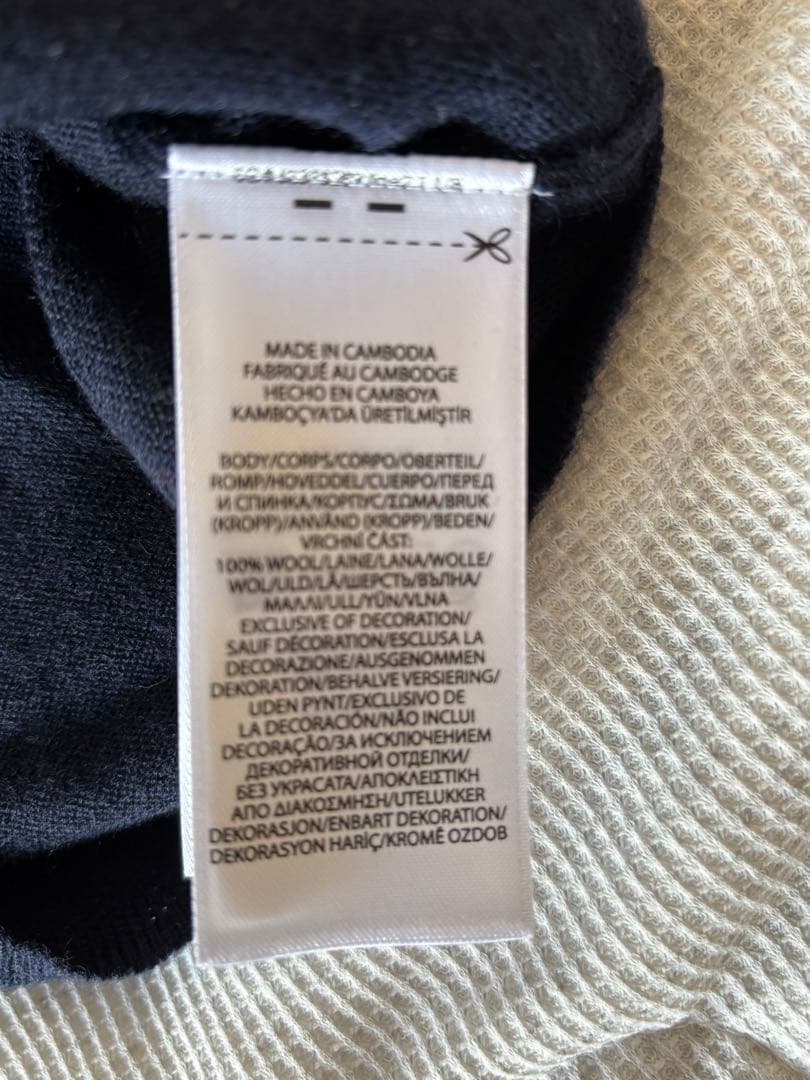 MADE IN CAMBODIA
FABRIQUÉ AU CAMBODGE
HECHO EN CAMBOYA
KAMBOÇYA'DA ÜRETİLMİŞTİR
BODY/CORPS/CORPO/OBERTEIL/
ROMP/HOVEDDEL/CUERPO/ПЕРЕД
И СПИНКА/КОРПУС/ΣΩΜΑ/BRUK
(KROPP)/ANVÄND (KROPP)/BEDEN/
VRCHNÍ ČÁST:
100% WOOL/LAINE/LANA/WOLLE/
WOL/ULD/LÃ/ШЕРСТЬ/ВЪЛНА/
ΜΑΛΛΙ/ULL/YÜN/VLNA
EXCLUSIVE OF DECORATION/
SAUF DÉCORATION/ESCLUSA LA
DECORAZIONE/AUSGENOMMEN
DEKORATION/BEHALVE VERSIERING/
UDEN PYNT/EXCLUSIVO DE
LA DECORACIÓN/NÃO INCLUI
DECORAÇÃO/ЗА ИСКЛЮЧЕНИЕМ
ДЕКОРАТИВНОЙ ОТДЕЛКИ/
БЕЗ УКРАСАТА/ΑΠΟΚΛΕΙΣΤΙΚΗ
ΑΠΟ ΔΙΑΚΟΣΜΗΣΗ/UTELUKKER
DEKORASJON/ENBART DEKORATION/
DEKORASYON HARİÇ/KROMĚ OZDOB